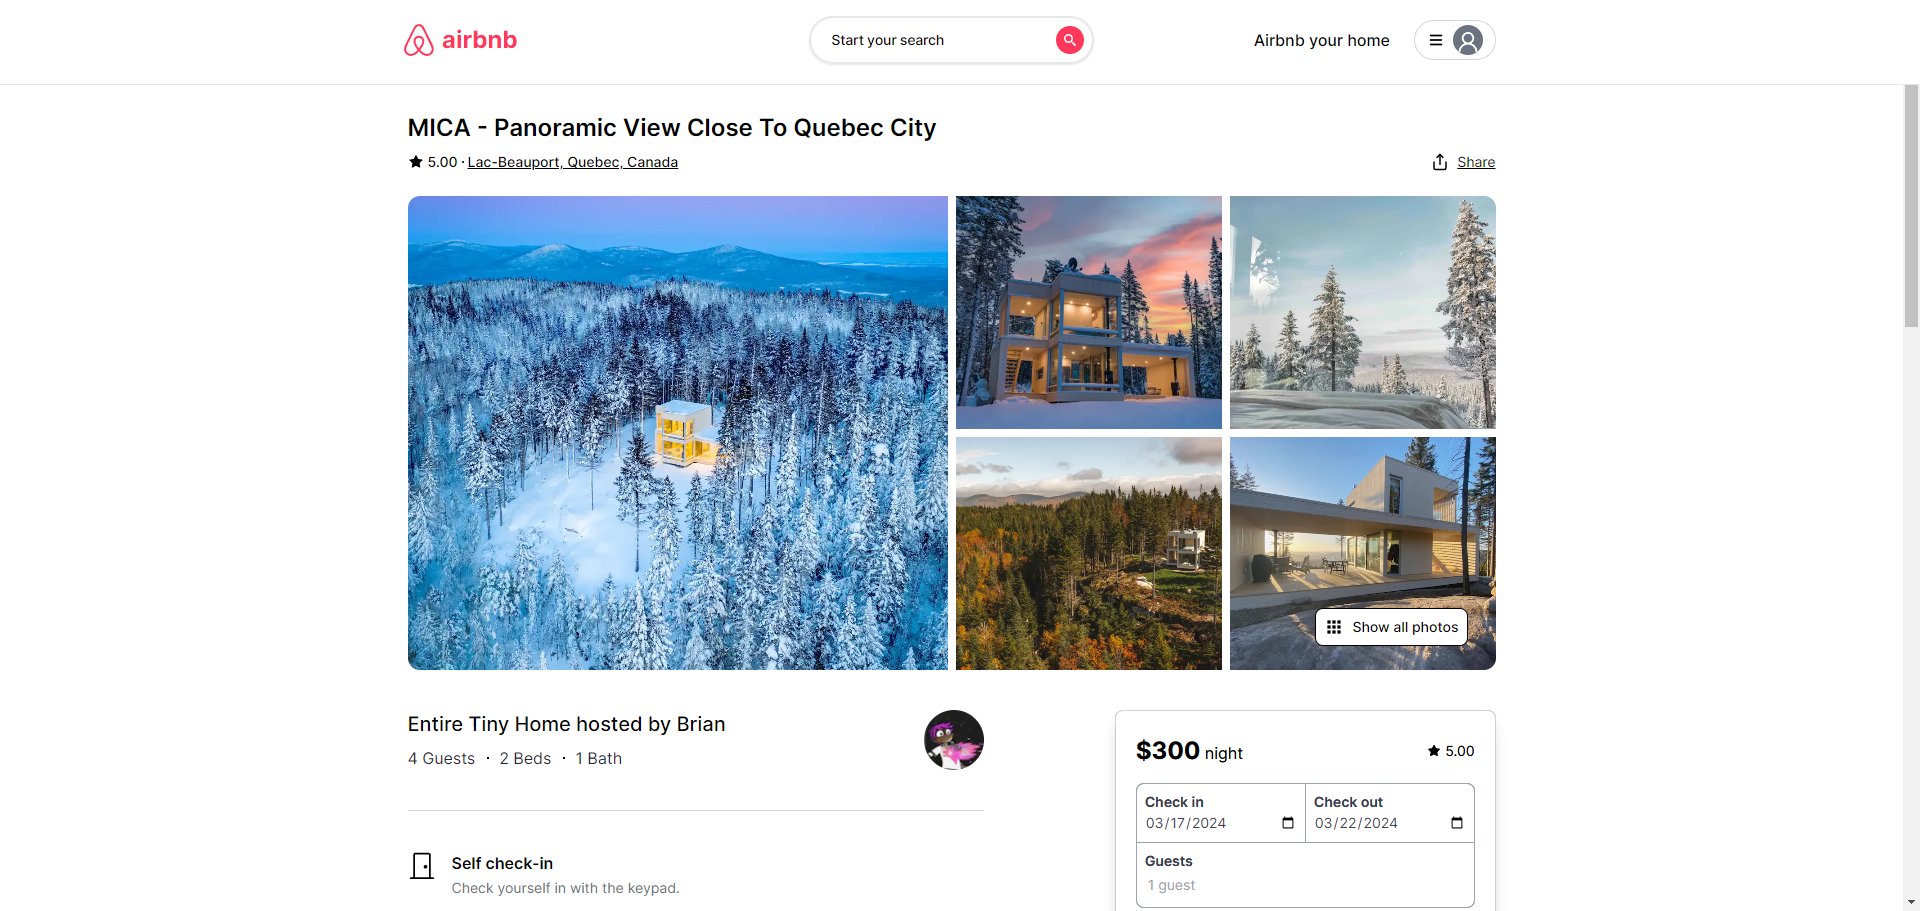 airbnb
Start your search
Airbnb your home
MICA - Panoramic View Close To Quebec City
5.00 · Lac-Beauport, Quebec, Canada
Share
Show all photos
Entire Tiny Home hosted by Brian
4 Guests · 2 Beds · 1 Bath
$300 night
5.00
Check in
03/17/2024
Check out
03/22/2024
Guests
1 guest
Self check-in
Check yourself in with the keypad.